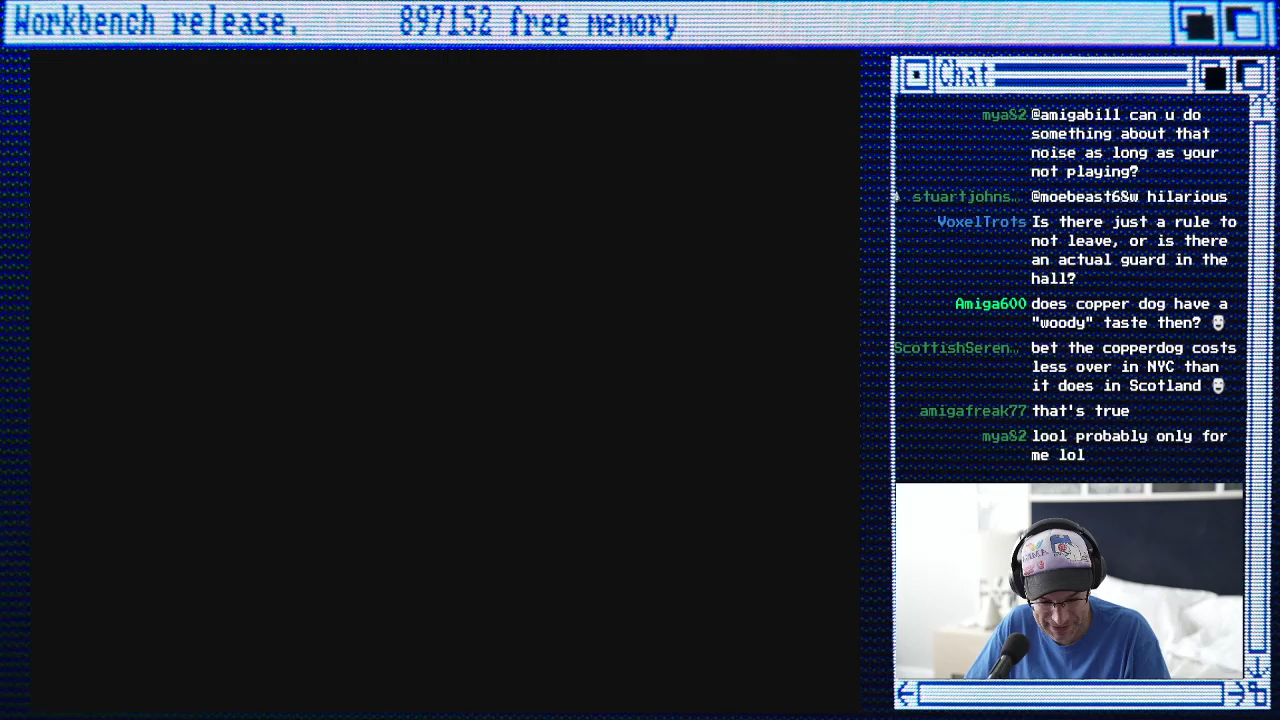 Workbench release. 897152 free memory
Chat
mya82 @amigabill can u do
something about that
noise as long as your
not playing?
stuartjohns… @moebeast68w hilarious
VoxelTrots Is there just a rule to
not leave, or is there
an actual guard in the
hall?
Amiga600 does copper dog have a
"woody" taste then?
ScottishSeren… bet the copperdog costs
less over in NYC than
it does in Scotland
amigafreak77 that's true
mya82 lool probably only for
me lol